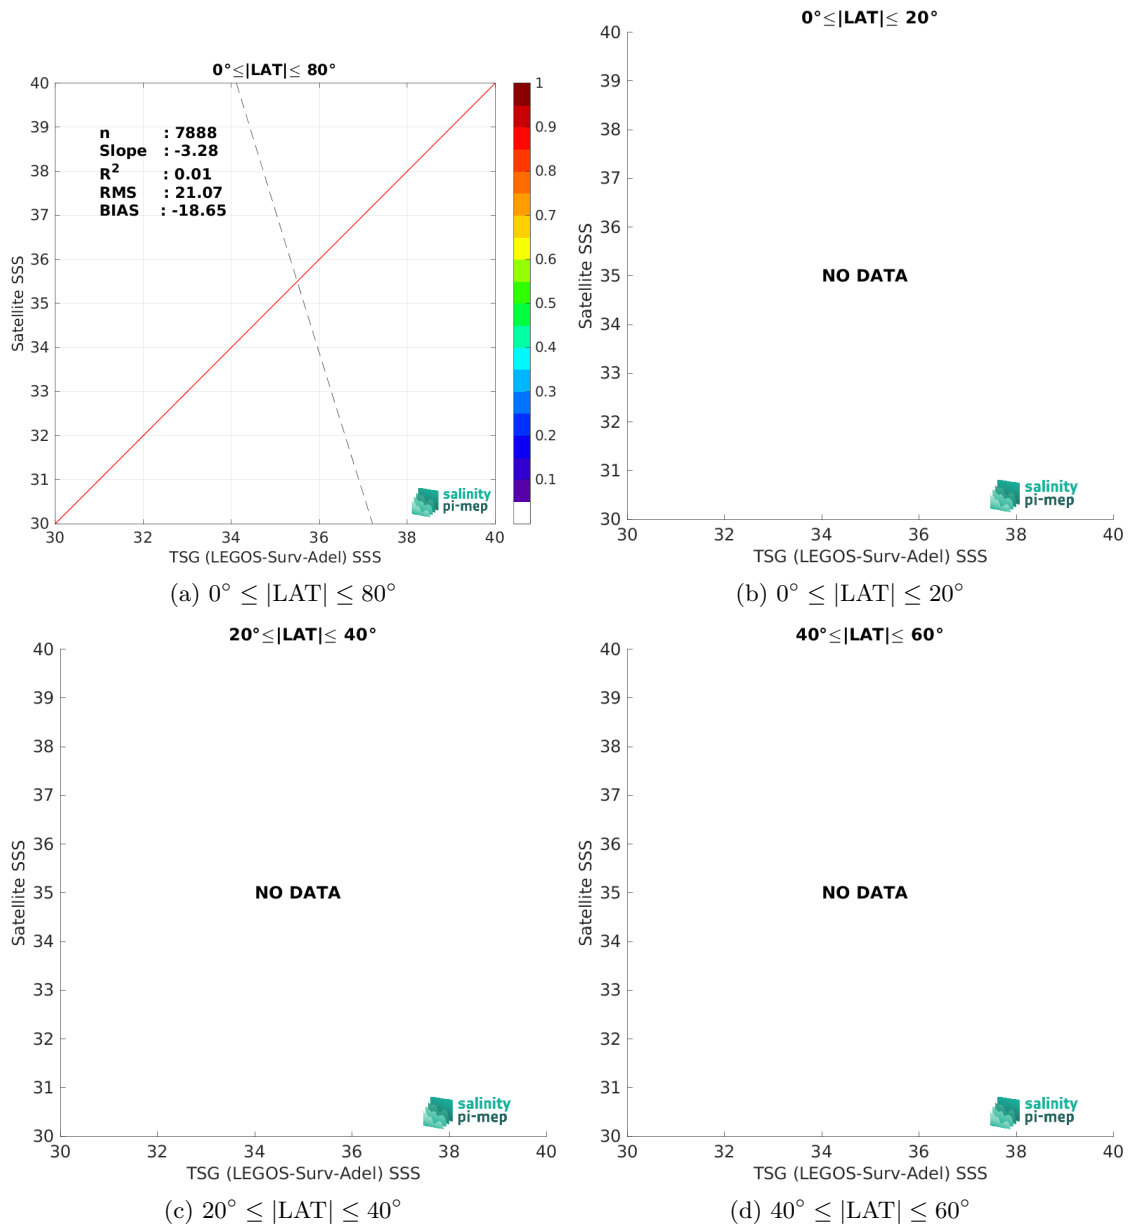 0°≤|LAT|≤ 80°
40
39
38
37
36
35
34
33
32
31
30
Satellite SSS
n : 7888
Slope : -3.28
R² : 0.01
RMS : 21.07
BIAS : -18.65
salinity
pi-mep
30 32 34 36 38 40
TSG (LEGOS-Surv-Adel) SSS
1
0.9
0.8
0.7
0.6
0.5
0.4
0.3
0.2
0.1
(a) 0° ≤ |LAT| ≤ 80°
0°≤|LAT|≤ 20°
40
39
38
37
36
35
34
33
32
31
30
Satellite SSS
NO DATA
salinity
pi-mep
30 32 34 36 38 40
TSG (LEGOS-Surv-Adel) SSS
(b) 0° ≤ |LAT| ≤ 20°
20°≤|LAT|≤ 40°
40
39
38
37
36
35
34
33
32
31
30
Satellite SSS
NO DATA
salinity
pi-mep
30 32 34 36 38 40
TSG (LEGOS-Surv-Adel) SSS
(c) 20° ≤ |LAT| ≤ 40°
40°≤|LAT|≤ 60°
40
39
38
37
36
35
34
33
32
31
30
Satellite SSS
NO DATA
salinity
pi-mep
30 32 34 36 38 40
TSG (LEGOS-Surv-Adel) SSS
(d) 40° ≤ |LAT| ≤ 60°